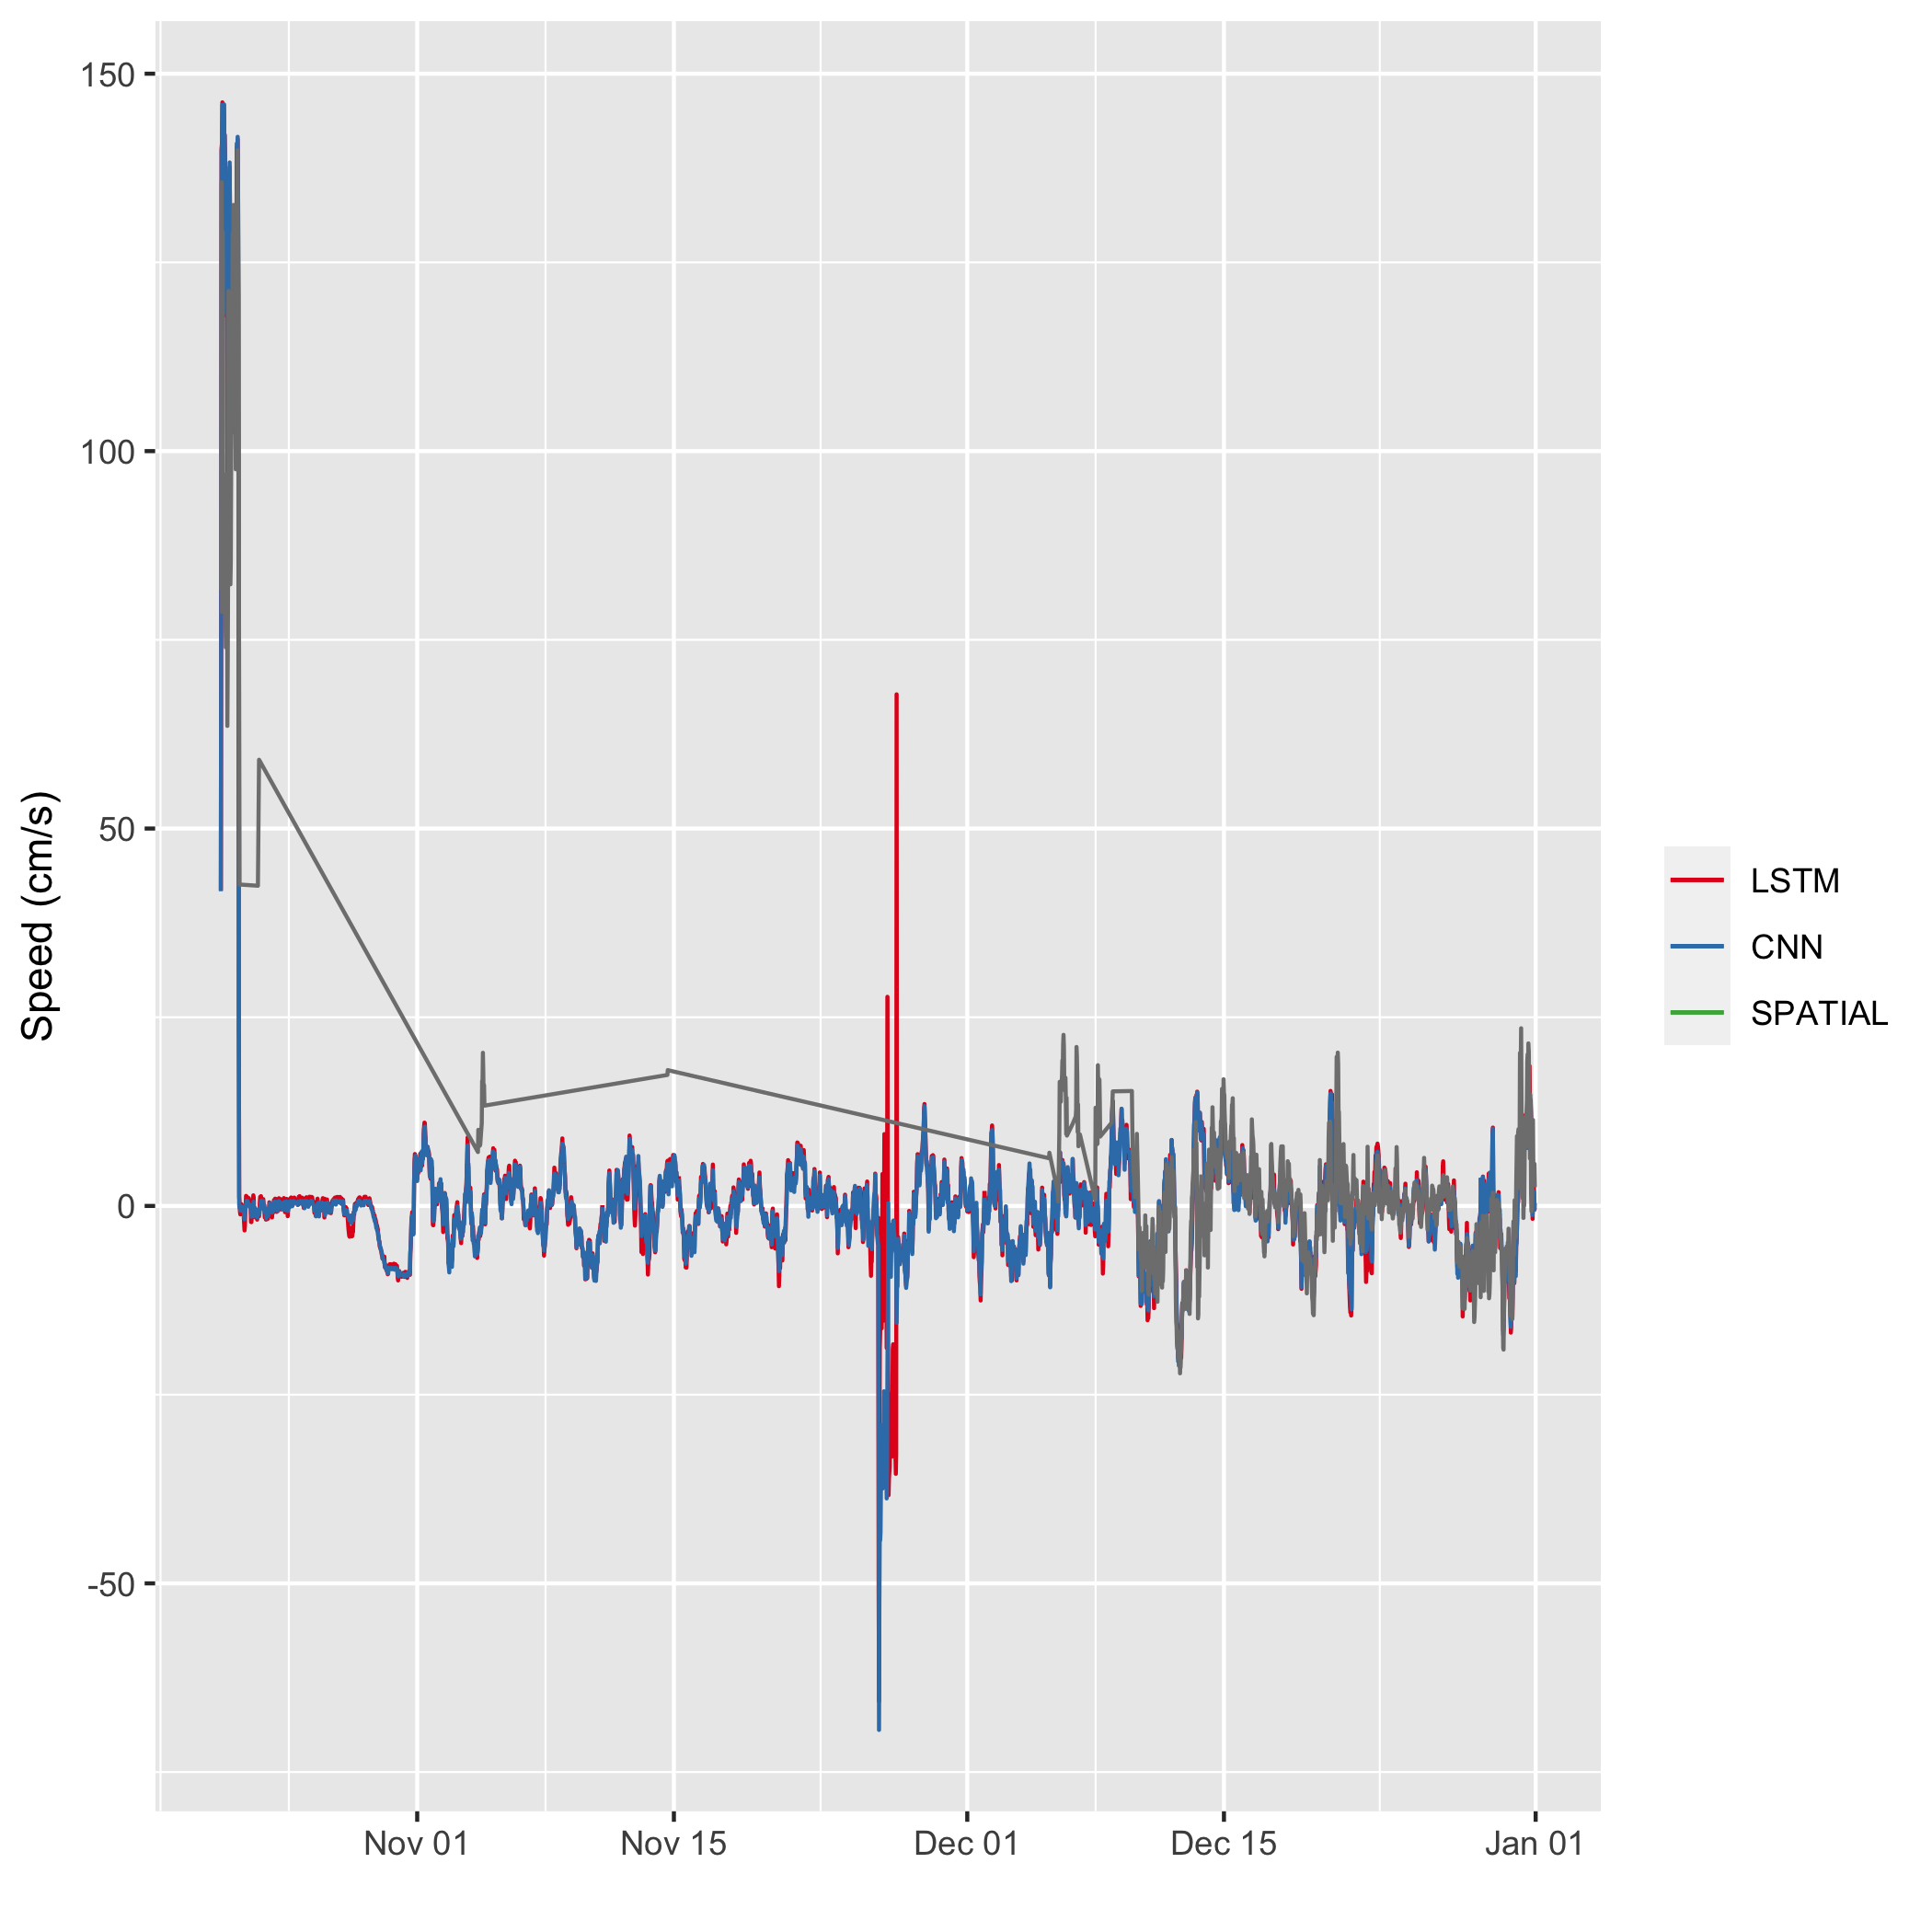 150
100
50
0
-50
Speed (cm/s)
Nov 01
Nov 15
Dec 01
Dec 15
Jan 01
LSTM
CNN
SPATIAL